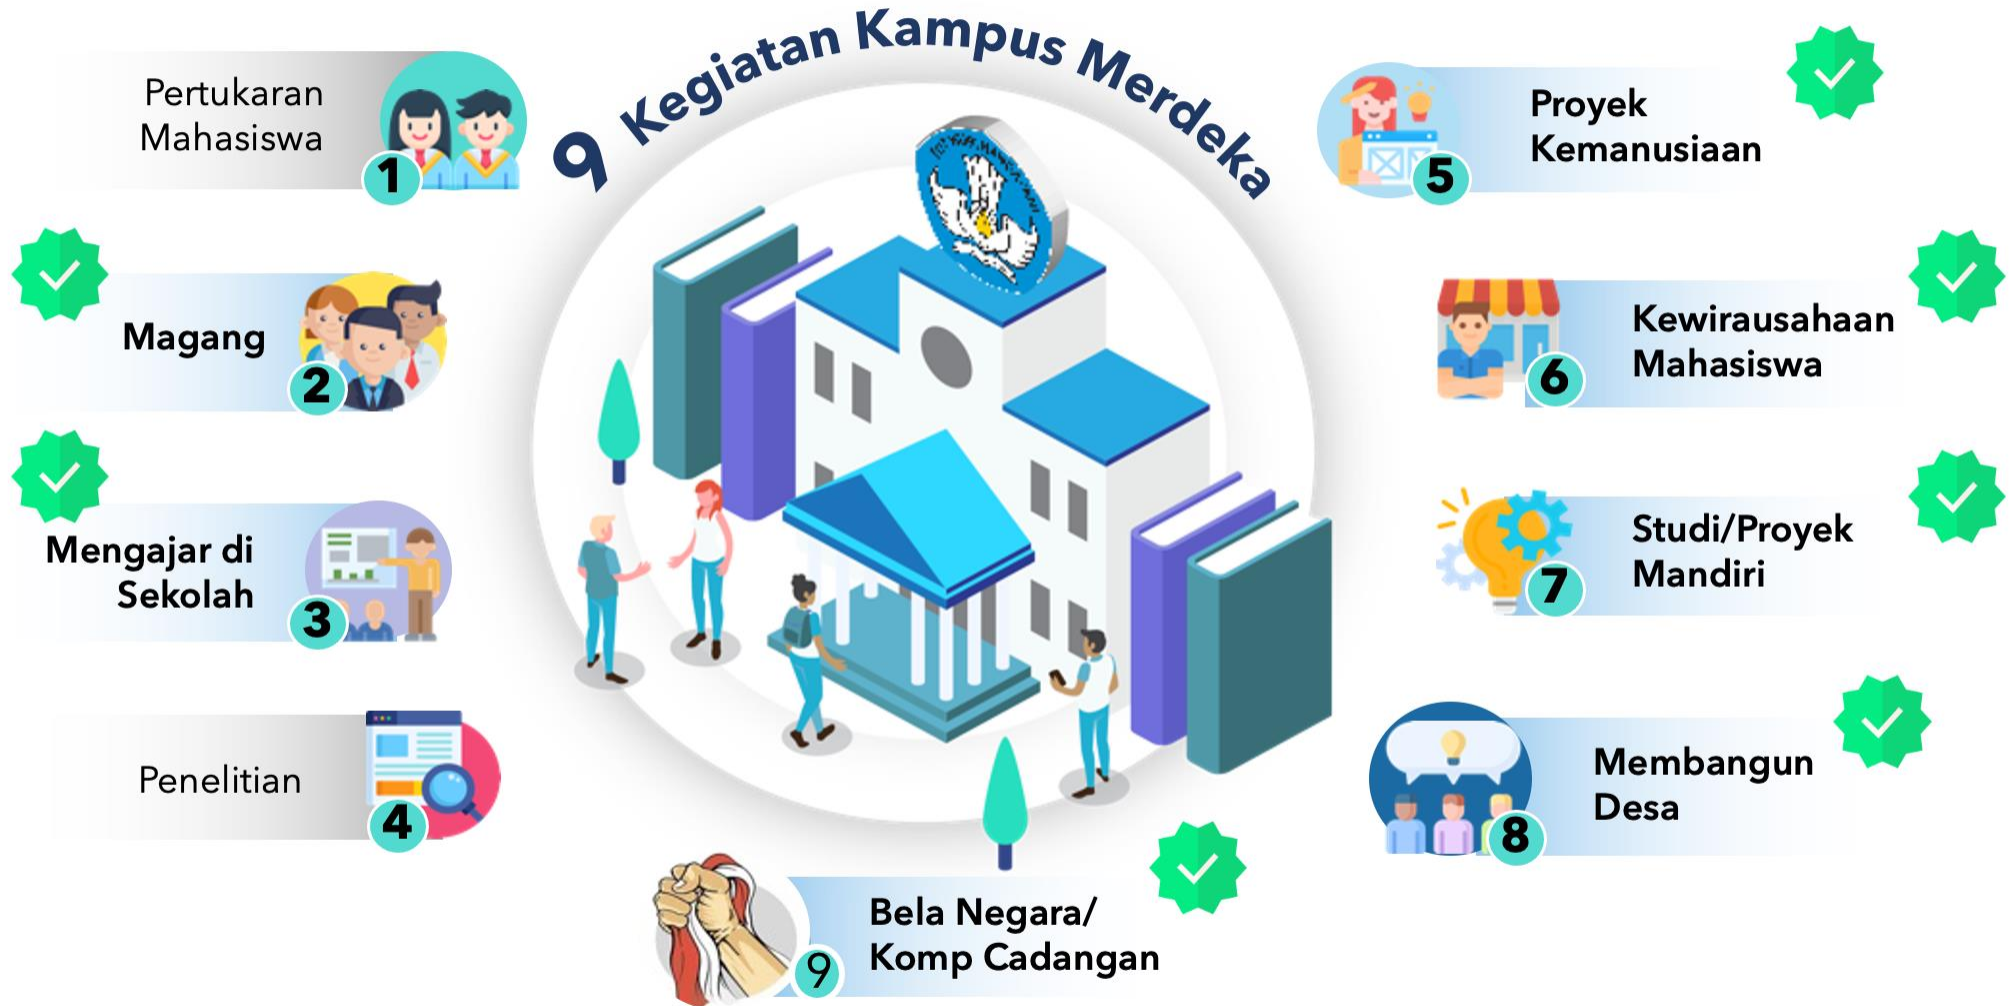 9 Kegiatan Kampus Merdeka
Pertukaran
Mahasiswa
1
Magang
2
Mengajar di
Sekolah
3
Penelitian
4
Proyek
Kemanusiaan
5
Kewirausahaan
Mahasiswa
6
Studi/Proyek
Mandiri
7
Membangun
Desa
8
Bela Negara/
Komp Cadangan
9